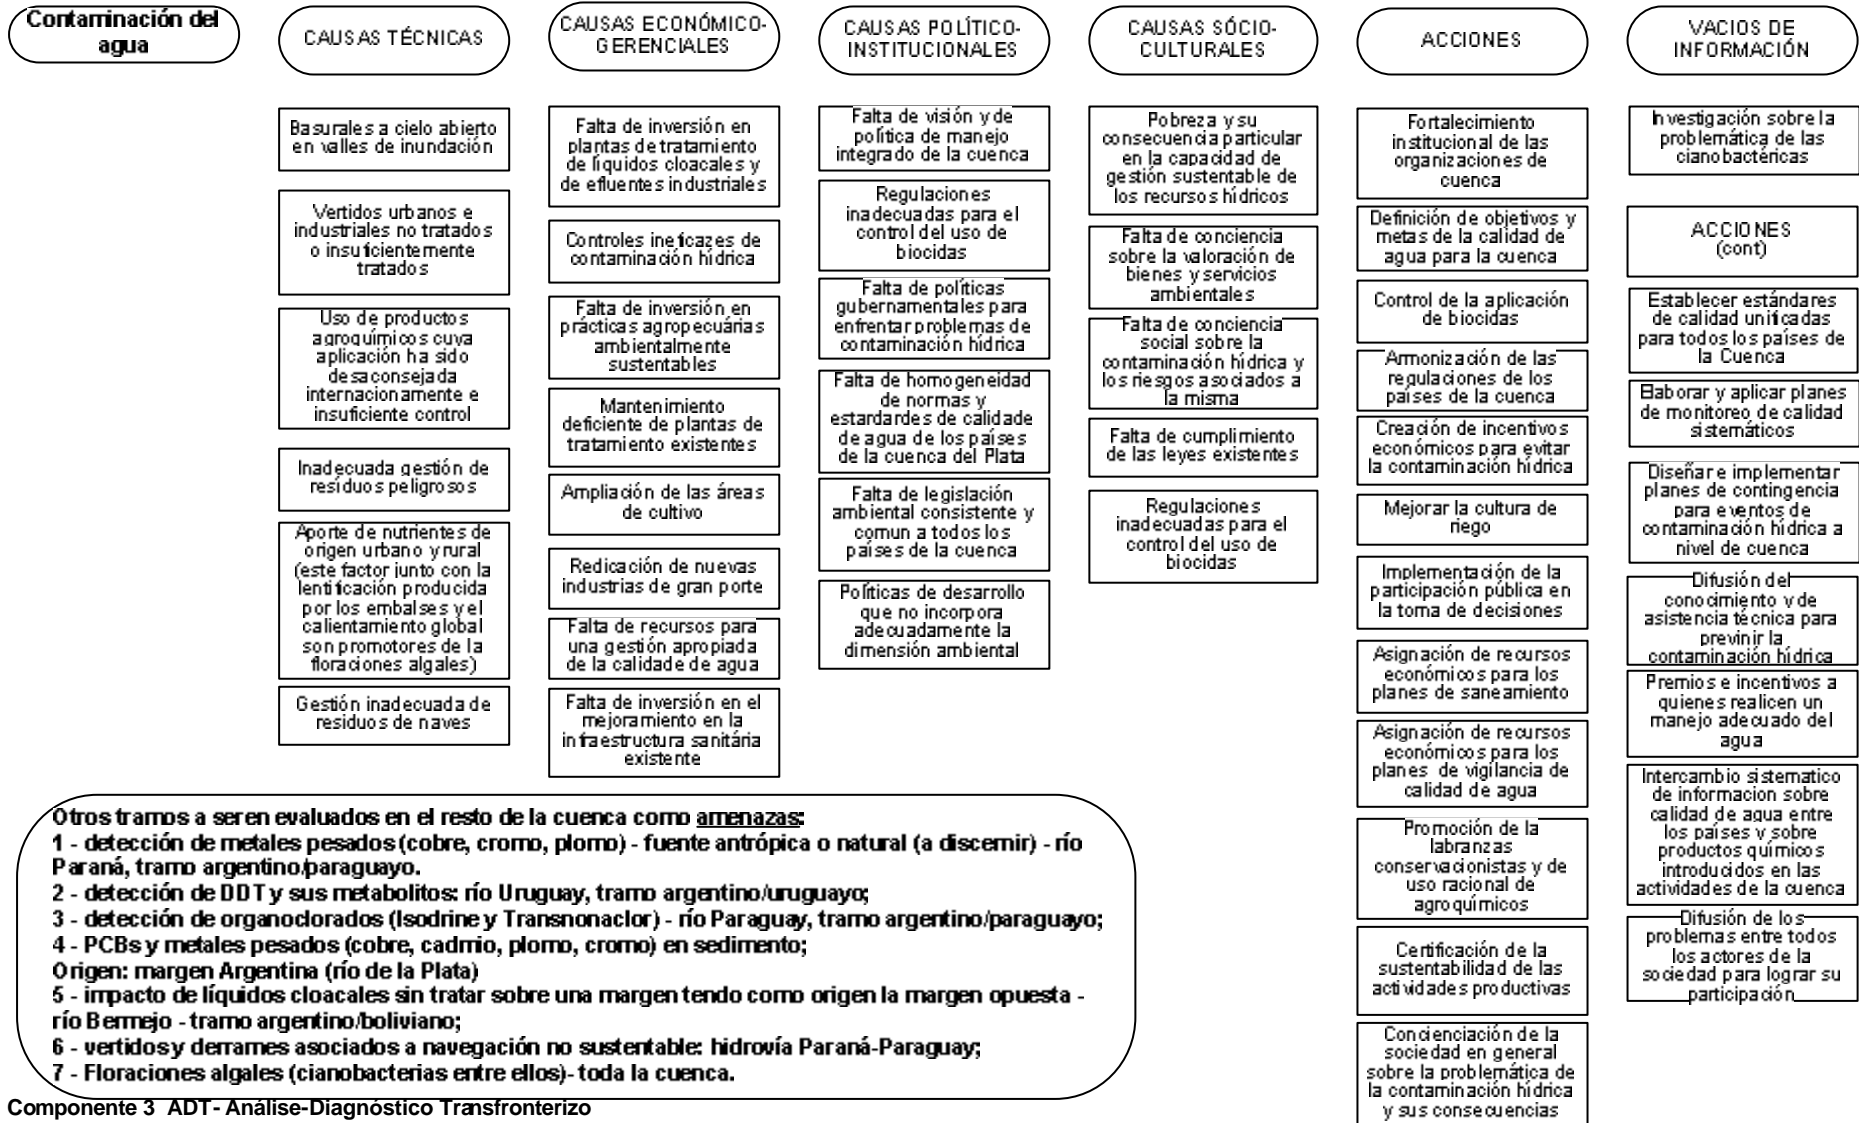 Contaminación del
agua
CAUSAS TÉCNICAS
CAUSAS ECONÓMICO-
GERENCIALES
CAUSAS POLÍTICO-
INSTITUCIONALES
CAUSAS SÓCIO-
CULTURALES
ACCIONES
VACIOS DE
INFORMACIÓN
Basurales a cielo abierto
en valles de inundación
Vertidos urbanos e
industriales no tratados
o insuficientemente
tratados
Uso de productos
agroquímicos cuya
aplicación ha sido
desaconsejada
internacionamente e
insuficiente control
Inadecuada gestión de
resíduos peligrosos
Aporte de nutrientes de
origen urbano y rural
(este factor junto con la
lentificación producida
por los embalses y el
calientamiento global
son promotores de la
floraciones algales)
Gestión inadecuada de
residuos de naves
Falta de inversión en
plantas de tratamiento
de líquidos cloacales y
de efluentes industriales
Controles ineficazes de
contaminación hídrica
Falta de inversión en
prácticas agropecuárias
ambientalmente
sustentables
Mantenimiento
deficiente de plantas de
tratamiento existentes
Ampliación de las áreas
de cultivo
Redicación de nuevas
industrias de gran porte
Falta de recursos para
una gestión apropiada
de la calidade de agua
Falta de inversión en el
mejoramiento en la
infraestructura sanitária
existente
Falta de visión y de
política de manejo
integrado de la cuenca
Regulaciones
inadecuadas para el
control del uso de
biocidas
Falta de políticas
gubernamentales para
enfrentar problemas de
contaminación hídrica
Falta de homogeneidad
de normas y
estardardes de calidade
de agua de los países
de la cuenca del Plata
Falta de legislación
ambiental consistente y
comun a todos los
países de la cuenca
Políticas de desarrollo
que no incorpora
adecuadamente la
dimensión ambiental
Pobreza y su
consecuencia particular
en la capacidad de
gestión sustentable de
los recursos hídricos
Falta de conciencia
sobre la valoración de
bienes y servicios
ambientales
Falta de conciencia
social sobre la
contaminación hídrica y
los riesgos asociados a
la misma
Falta de cumplimiento
de las leyes existentes
Regulaciones
inadecuadas para el
control del uso de
biocidas
Fortalecimiento
institucional de las
organizaciones de
cuenca
Definición de objetivos y
metas de la calidad de
agua para la cuenca
Control de la aplicación
de biocidas
Armonización de las
regulaciones de los
países de la cuenca
Creación de incentivos
económicos para evitar
la contaminación hídrica
Mejorar la cultura de
riego
Implementación de la
participación pública en
la toma de decisiones
Asignación de recursos
económicos para los
planes de saneamiento
Asignación de recursos
económicos para los
planes de vigilancia de
calidad de agua
Promoción de la
labranzas
conservacionistas y de
uso racional de
agroquímicos
Certificación de la
sustentabilidad de las
actividades productivas
Concienciación de la
sociedad en general
sobre la problemática de
la contaminación hídrica
y sus consecuencias
Investigación sobre la
problemática de las
cianobactéricas
ACCIONES
(cont)
Establecer estándares
de calidad unificadas
para todos los países de
la Cuenca
Elaborar y aplicar planes
de monitoreo de calidad
sistemáticos
Diseñar e implementar
planes de contingencia
para eventos de
contaminación hídrica a
nivel de cuenca
Difusión del
conocimiento y de
asistencia técnica para
previnir la
contaminación hídrica
Premios e incentivos a
quienes realicen un
manejo adecuado del
agua
Intercambio sistematico
de informacion sobre
calidad de agua entre
los países y sobre
productos químicos
introducidos en las
actividades de la cuenca
Difusión de los
problemas entre todos
los actores de la
sociedad para lograr su
participación
Otros tramos a seren evaluados en el resto de la cuenca como amenazas:
1 - detección de metales pesados (cobre, cromo, plomo) - fuente antrópica o natural (a discernir) - río
Paraná, tramo argentino/paraguayo.
2 - detección de DDT y sus metabolitos: río Uruguay, tramo argentino/uruguayo;
3 - detección de organoclorados (Isodrine y Transnonaclor) - río Paraguay, tramo argentino/paraguayo;
4 - PCBs y metales pesados (cobre, cadmio, plomo, cromo) en sedimento;
Origen: margen Argentina (río de la Plata)
5 - impacto de líquidos cloacales sin tratar sobre una margen tendo como origen la margen opuesta -
río Bermejo - tramo argentino/boliviano;
6 - vertidos y derrames asociados a navegación no sustentable: hidrovía Paraná-Paraguay;
7 - Floraciones algales (cianobacterias entre ellos)- toda la cuenca.
Componente 3 ADT- Análise-Diagnóstico Transfronterizo